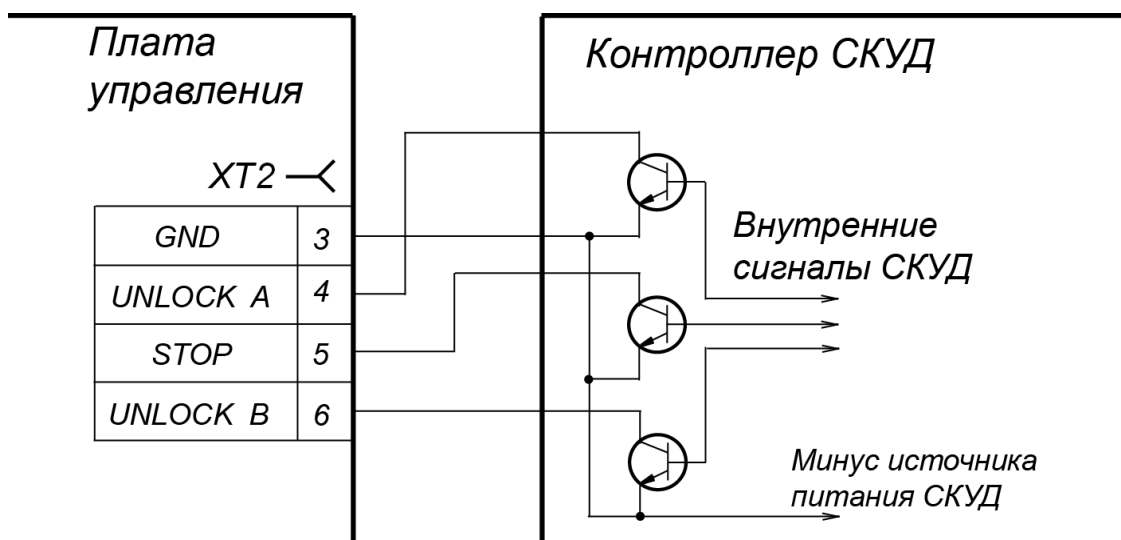 Плата
управления
Контроллер СКУД
XT2
GND 3
UNLOCK A 4
STOP 5
UNLOCK B 6
Внутренние
сигналы СКУД
Минус источника
питания СКУД